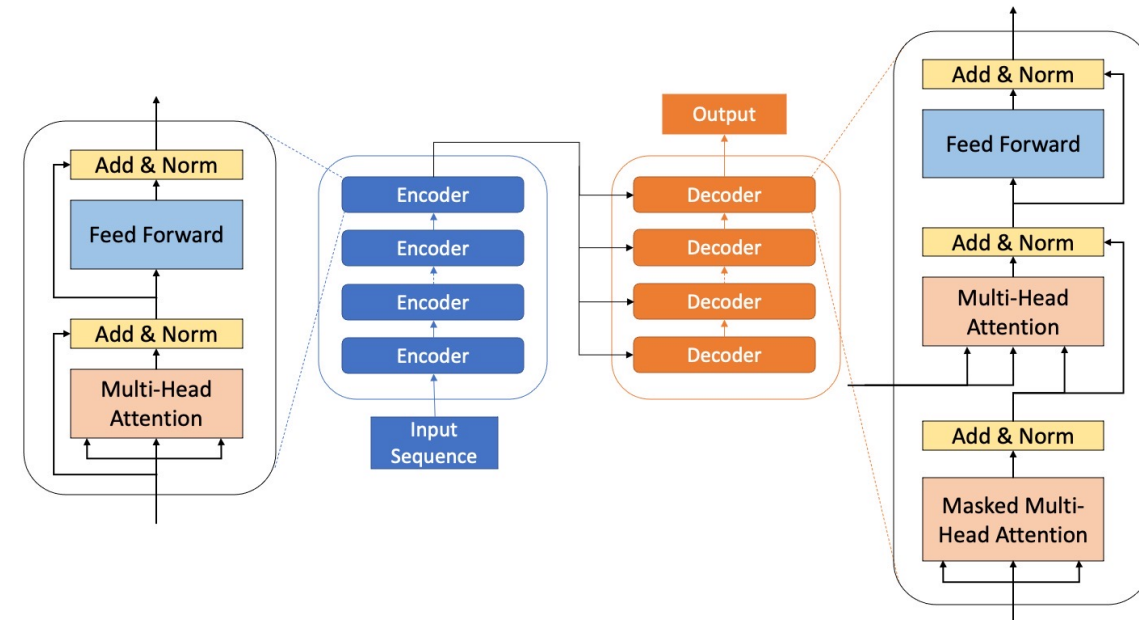 Add & Norm
Feed Forward
Add & Norm
Multi-Head
Attention
Encoder
Encoder
Encoder
Encoder
Input
Sequence
Output
Decoder
Decoder
Decoder
Decoder
Add & Norm
Feed Forward
Add & Norm
Multi-Head
Attention
Add & Norm
Masked Multi-
Head Attention